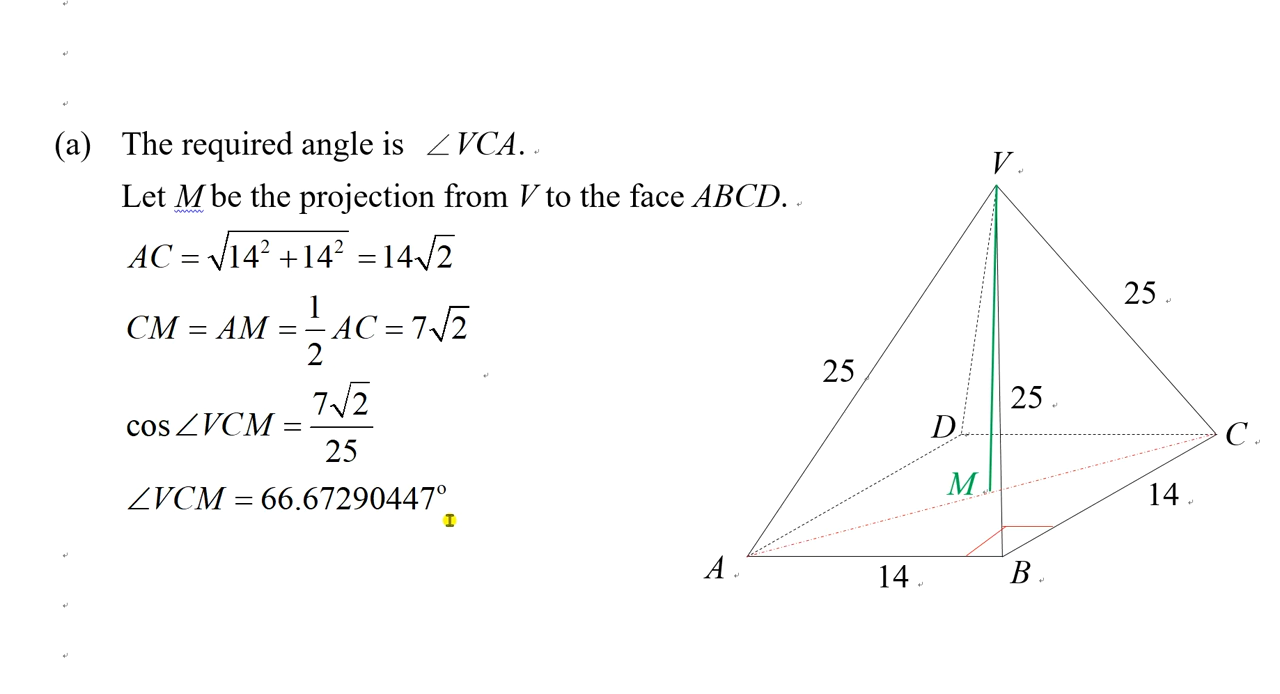 (a) The required angle is ∠VCA.
Let M be the projection from V to the face ABCD.
AC = √(14² + 14²) = 14√2
CM = AM = 1/2 AC = 7√2
cos∠VCM = 7√2/25
∠VCM = 66.67290447°
V
25
25
25
D
C
M
14
A
14
B